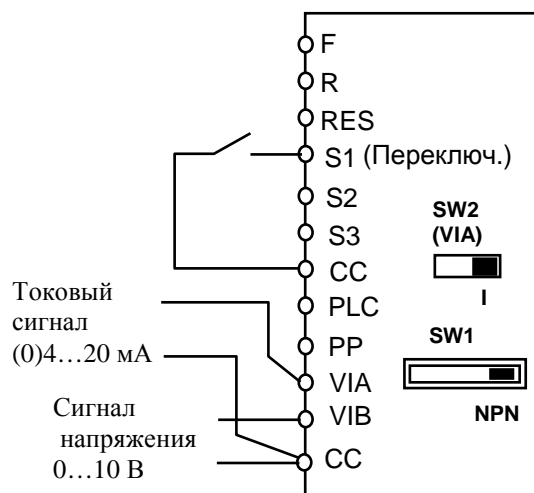 F
R
RES
S1 (Переключ.)
S2
S3
CC
PLC
PP
VIA
VIB
CC
SW2
(VIA)
I
SW1
NPN
Токовый
сигнал
(0)4…20 мА
Сигнал
напряжения
0…10 В